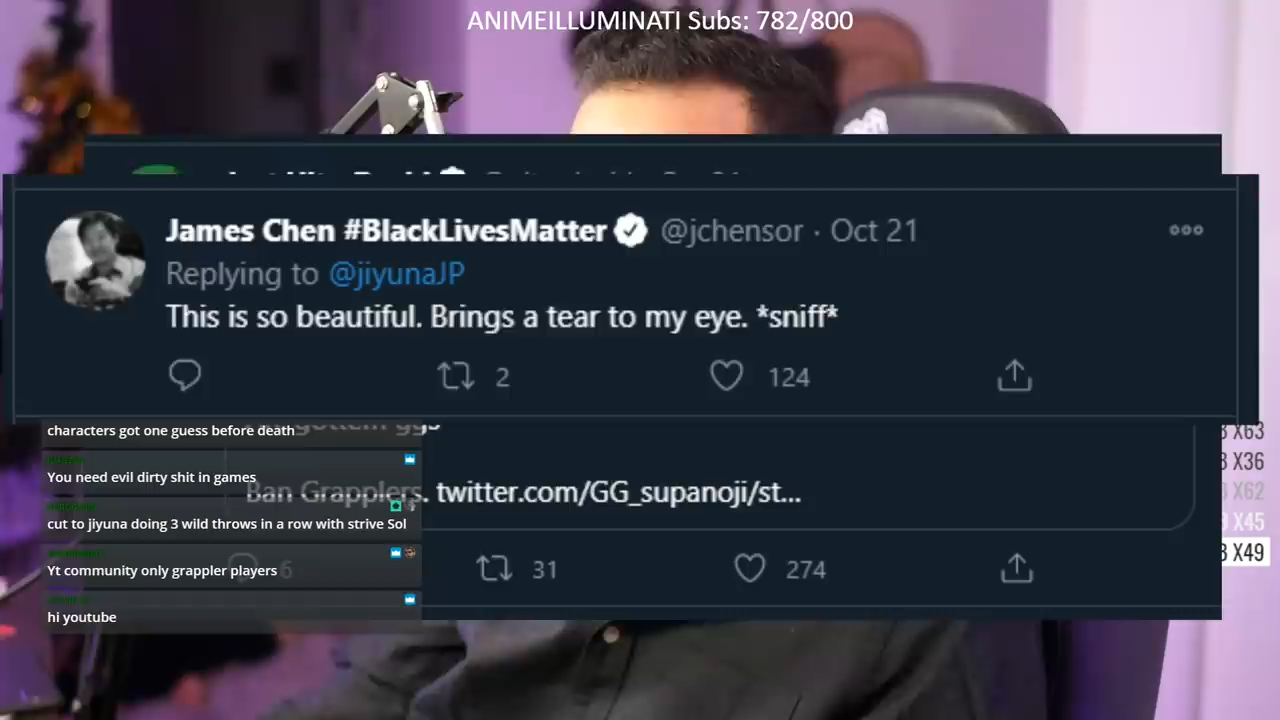 ANIMEILLUMINATI Subs: 782/800
James Chen #BlackLivesMatter @jchensor · Oct 21
Replying to @jiyunaJP
This is so beautiful. Brings a tear to my eye. *sniff*
2 124
characters got one guess before death
You need evil dirty shit in games
Ban Grapplers. twitter.com/GG_supanoji/st...
cut to jiyuna doing 3 wild throws in a row with strive Sol
Yt community only grappler players
6 31 274
hi youtube
X63
X36
X62
X45
X49